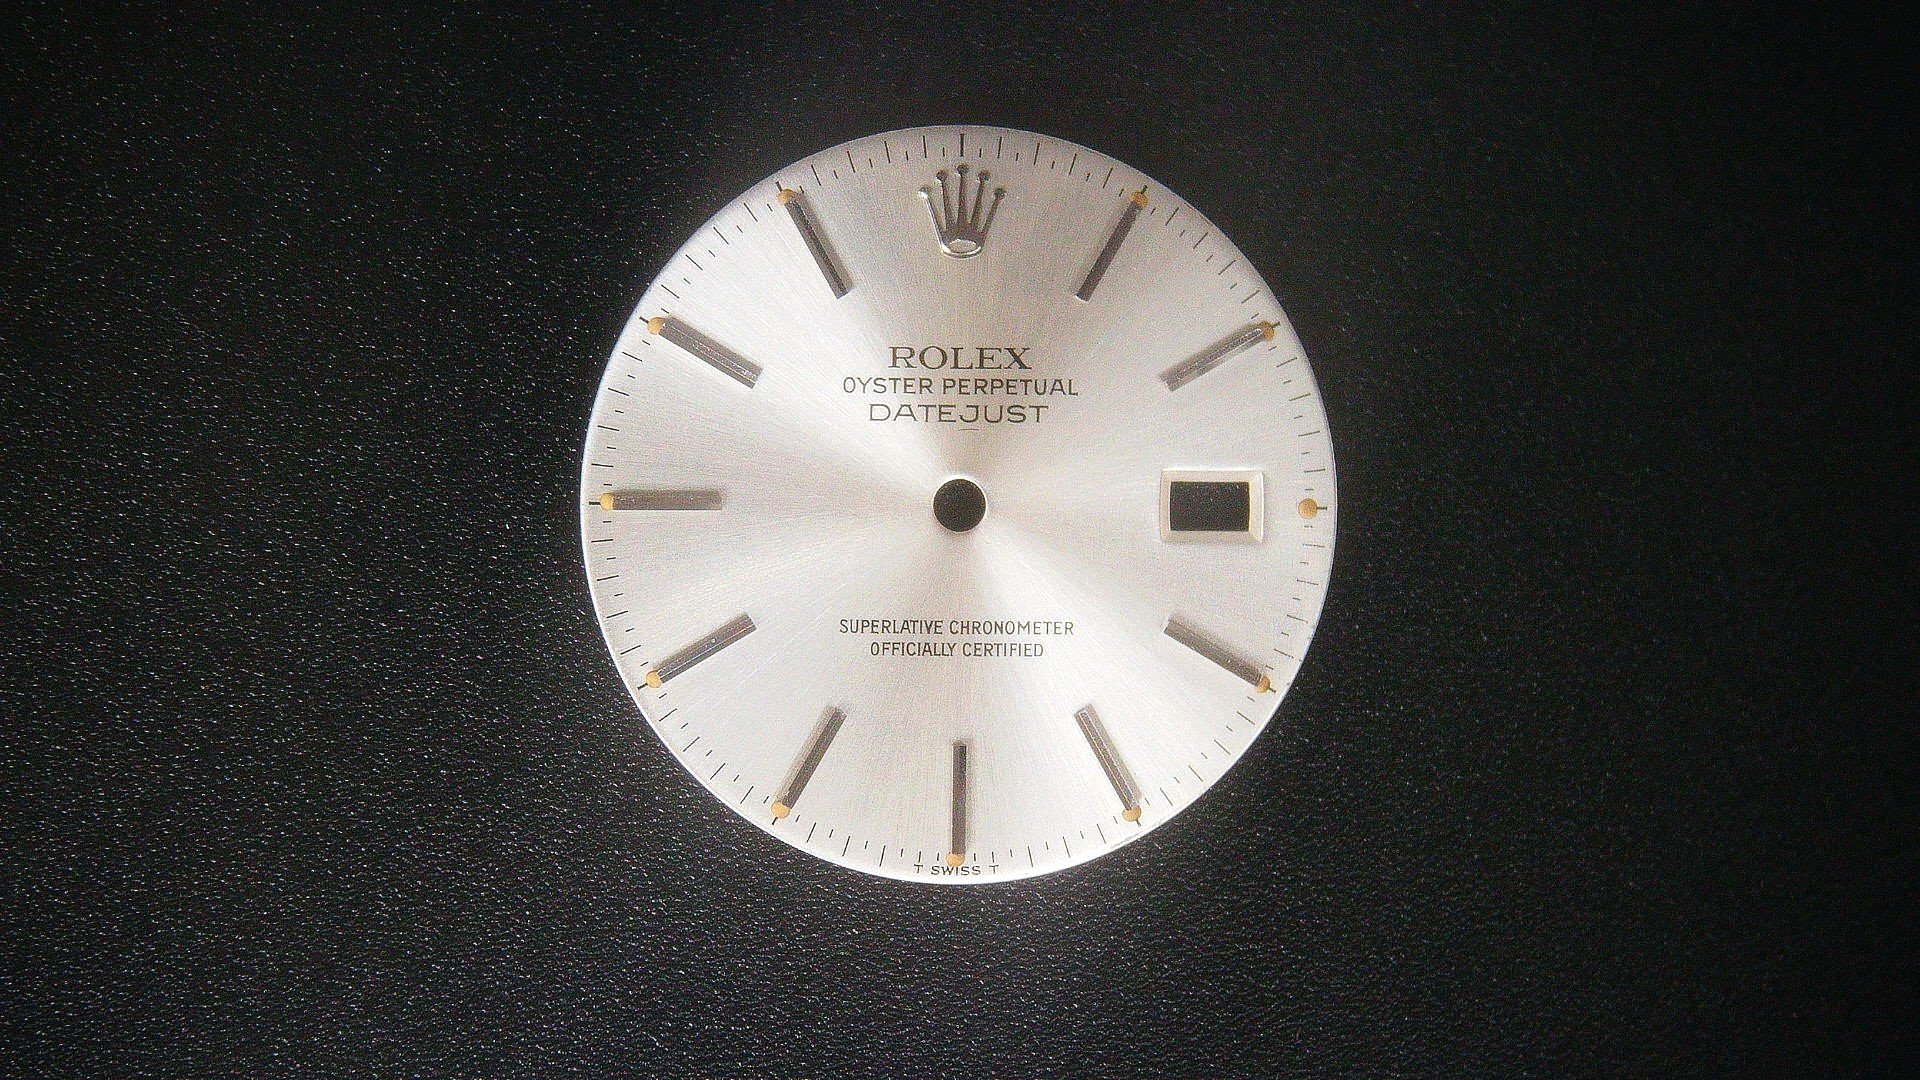 ROLEX
OYSTER PERPETUAL
DATEJUST
SUPERLATIVE CHRONOMETER
OFFICIALLY CERTIFIED
T SWISS T